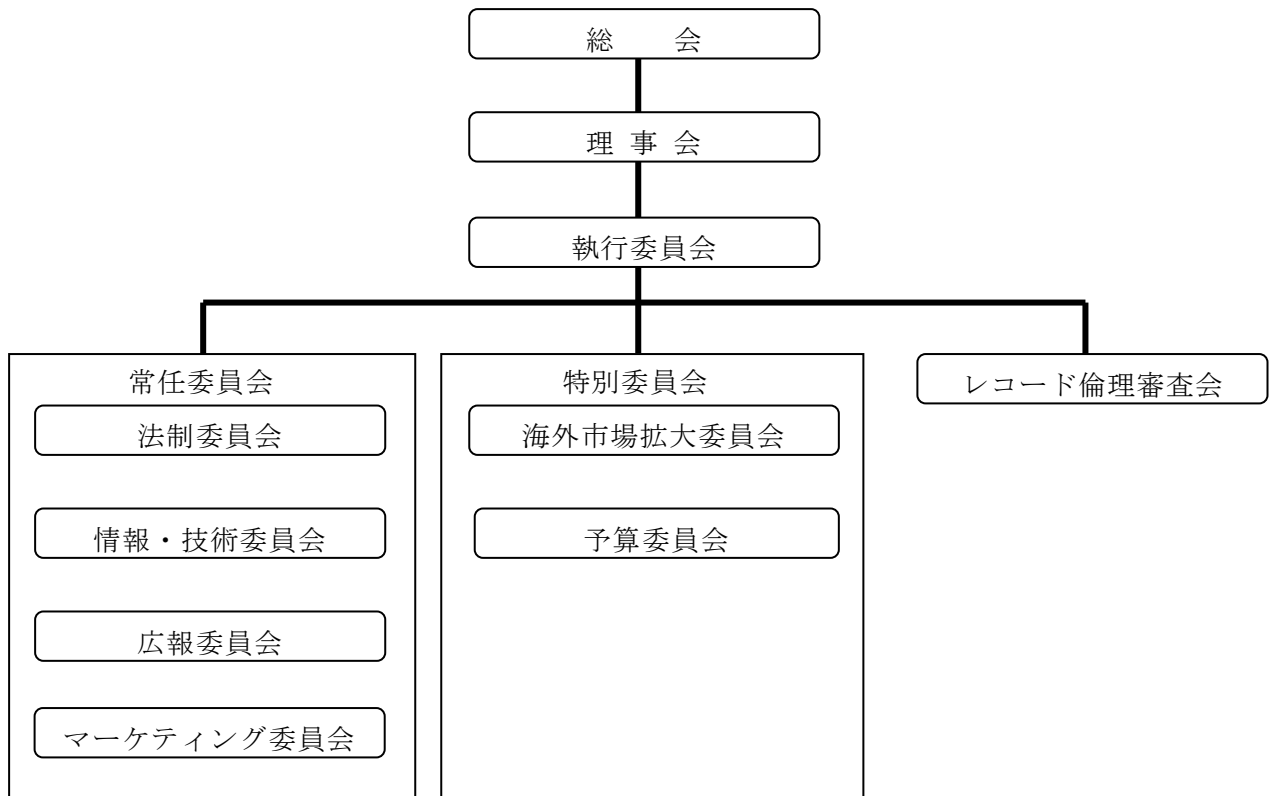 総　　会
理 事 会
執行委員会
常任委員会
法制委員会
情報・技術委員会
広報委員会
マーケティング委員会
特別委員会
海外市場拡大委員会
予算委員会
レコード倫理審査会